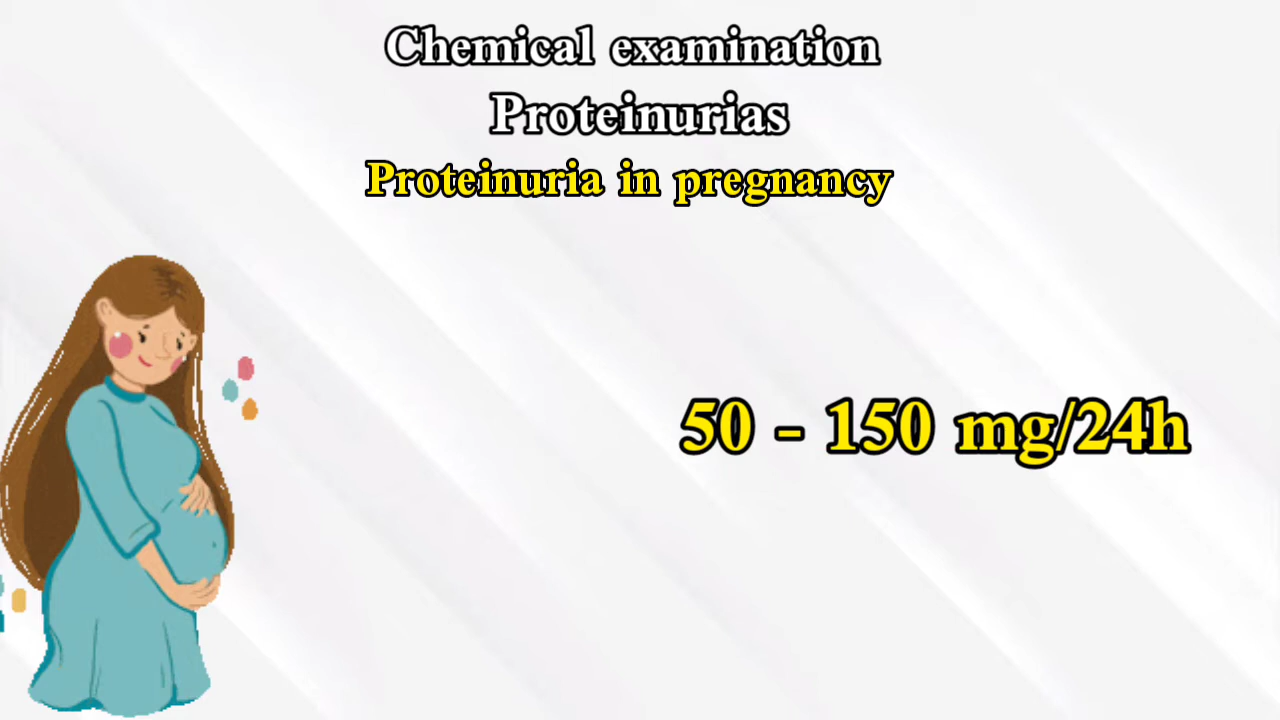 Chemical examination
Proteinurias
Proteinuria in pregnancy
50 - 150 mg/24h